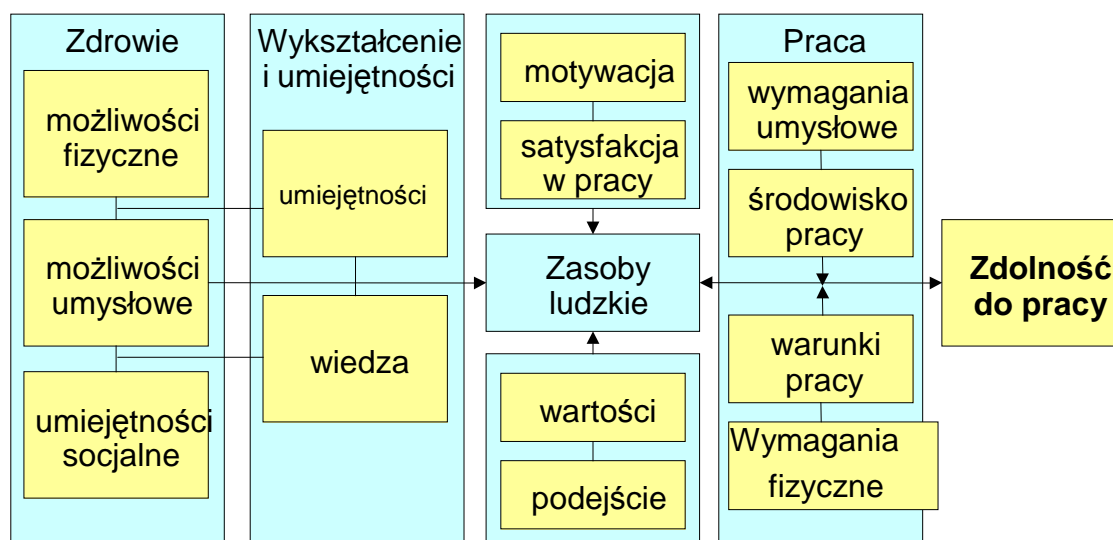 Zdrowie
możliwości
fizyczne
możliwości
umysłowe
umiejętności
socjalne
Wykształcenie
i umiejętności
umiejętności
wiedza
motywacja
satysfakcja
w pracy
Zasoby
ludzkie
wartości
podejście
Praca
wymagania
umysłowe
środowisko
pracy
warunki
pracy
Wymagania
fizyczne
Zdolność
do pracy